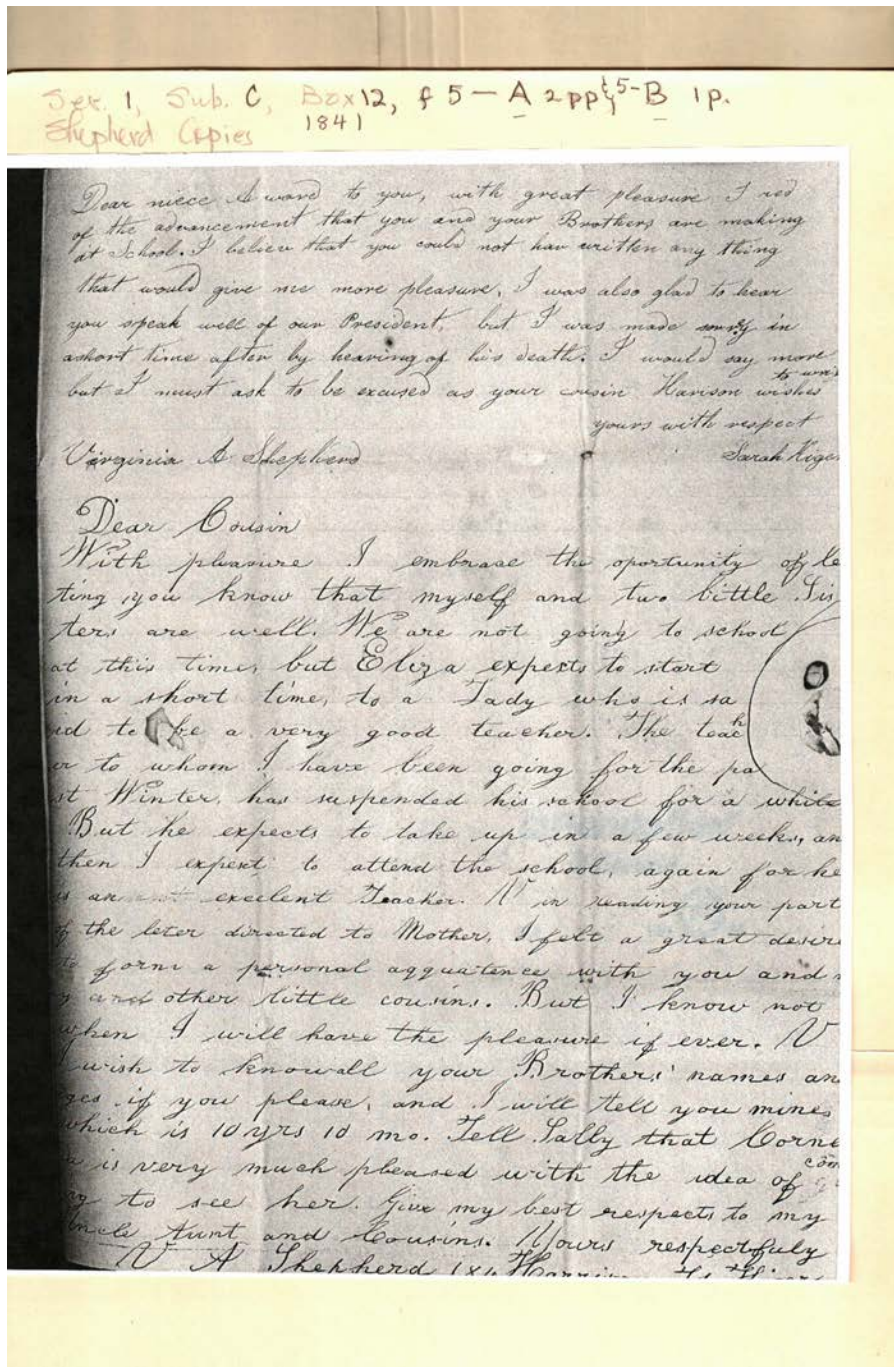 Ser. 1, Sub. C, Box 12, f 5 — A 2 pp & 5-B 1 p.
Shepherd Copies 1841
Dear niece A word to you, with great pleasure I red
of the advancement that you and your Brothers are making
at School. I believe that you could not hav written any thing
that would give me more pleasure, I was also glad to hear
you speak well of our President, but I was made sorry in
a short time after by hearing of his death. I would say more
but I must ask to be excused as your cousin Harison wishes
yours with respect
Virginia A Shepherd Sarah
Dear Cousin
With pleasure I embrase the oportunity of le
ting you know that myself and two little Sis
ters are well. We are not going to school
at this time, but Eliza expects to start
in a short time, to a Lady who is sa
id to be a very good teacher. The teach
er to whom I have been going for the pa
st Winter, has suspended his school for a while
But he expects to take up in a few weeks, an
then I expect to attend the school, again for he
is an excelent Teacher. V in reading your part
of the leter directed to Mother, I felt a great desire
to form a personal aqquatence with you and
and other little cousins. But I know not
when I will have the pleasure if ever. V
wish to know all your Brothers' names an
ges if you please, and I will tell you mine
which is 10 yrs 10 mo. Tell Sally that Corne
a is very much pleased with the idea of com
ng to see her. Give my best respects to my
Uncle Aunt and Cousins. Yours respectfuly
V A Shepherd